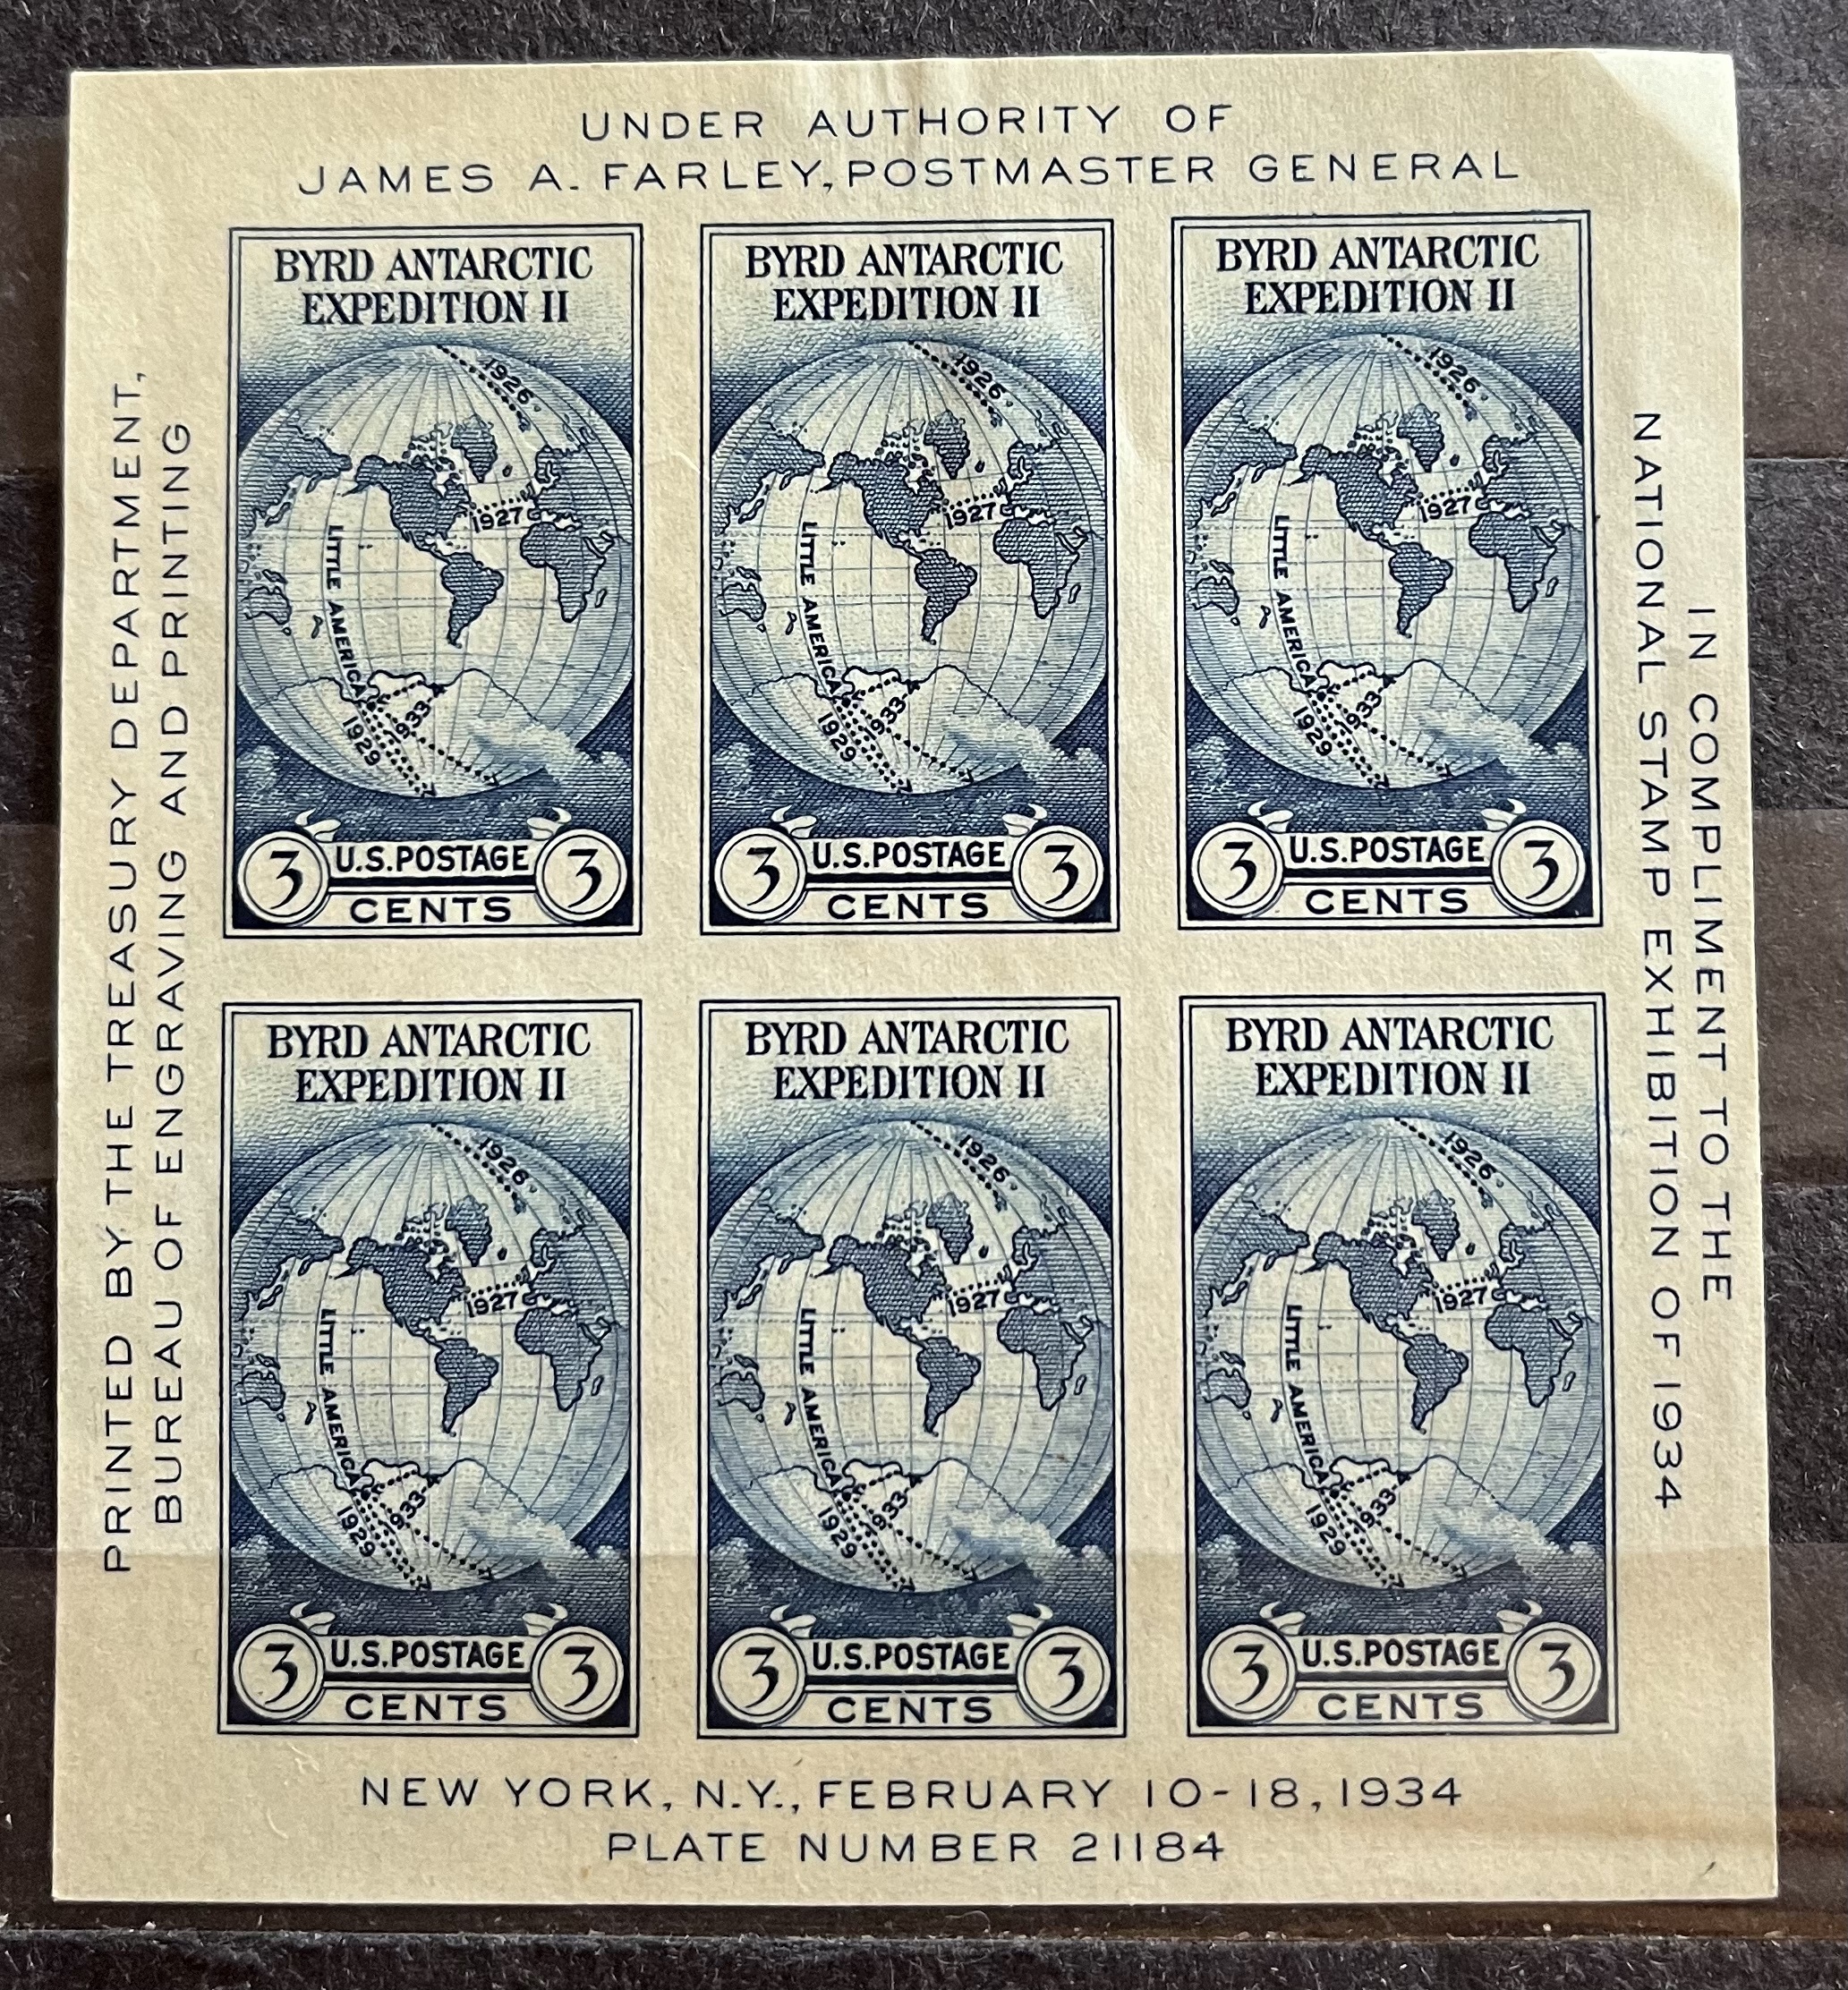 UNDER AUTHORITY OF
JAMES A. FARLEY, POSTMASTER GENERAL
PRINTED BY THE TREASURY DEPARTMENT,
BUREAU OF ENGRAVING AND PRINTING
BYRD ANTARCTIC
EXPEDITION II
1926
1927
LITTLE AMERICA
1933
1929
3 U.S.POSTAGE 3
CENTS
BYRD ANTARCTIC
EXPEDITION II
1926
1927
LITTLE AMERICA
1933
1929
3 U.S.POSTAGE 3
CENTS
BYRD ANTARCTIC
EXPEDITION II
1926
1927
LITTLE AMERICA
1933
1929
3 U.S.POSTAGE 3
CENTS
BYRD ANTARCTIC
EXPEDITION II
1926
1927
LITTLE AMERICA
1933
1929
3 U.S.POSTAGE 3
CENTS
BYRD ANTARCTIC
EXPEDITION II
1926
1927
LITTLE AMERICA
1933
1929
3 U.S.POSTAGE 3
CENTS
BYRD ANTARCTIC
EXPEDITION II
1926
1927
LITTLE AMERICA
1933
1929
3 U.S.POSTAGE 3
CENTS
IN COMPLIMENT TO THE
NATIONAL STAMP EXHIBITION OF 1934
NEW YORK, N.Y., FEBRUARY 10-18, 1934
PLATE NUMBER 21184